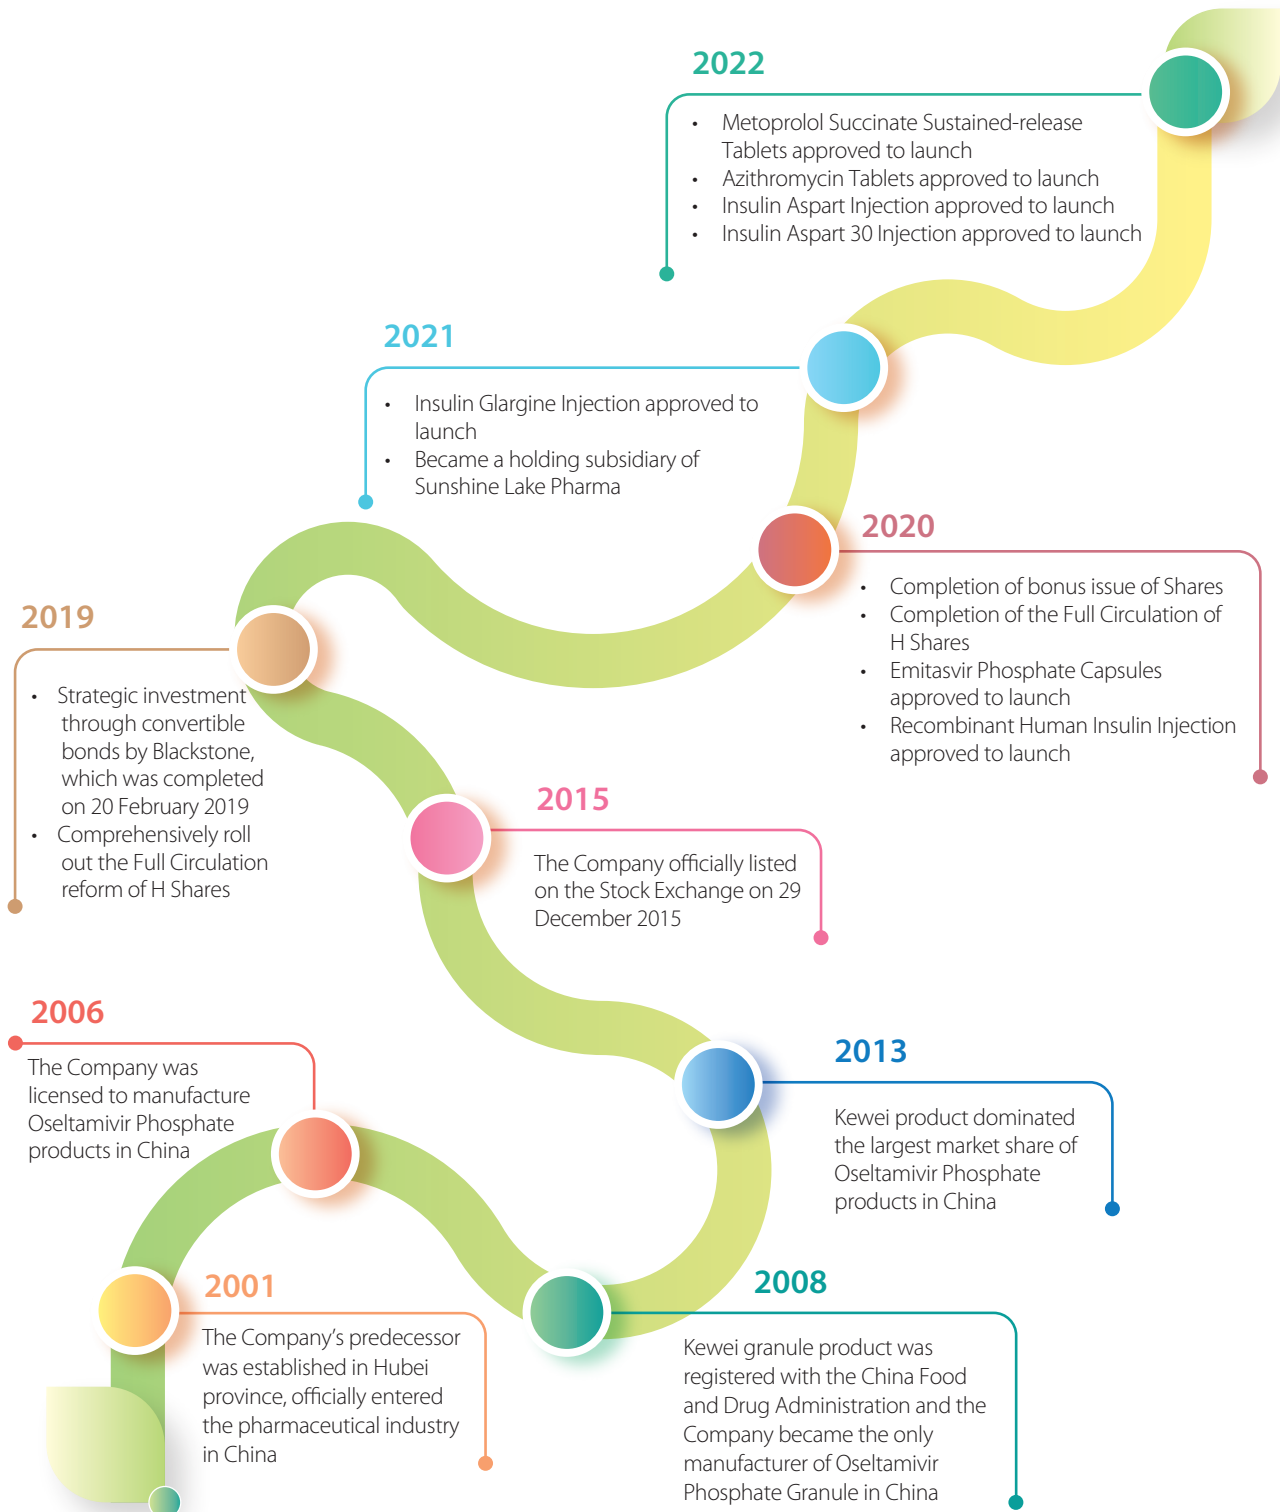 2022
• Metoprolol Succinate Sustained-release
Tablets approved to launch
• Azithromycin Tablets approved to launch
• Insulin Aspart Injection approved to launch
• Insulin Aspart 30 Injection approved to launch
2021
• Insulin Glargine Injection approved to
launch
• Became a holding subsidiary of
Sunshine Lake Pharma
2020
• Completion of bonus issue of Shares
• Completion of the Full Circulation of
H Shares
• Emitasvir Phosphate Capsules
approved to launch
• Recombinant Human Insulin Injection
approved to launch
2019
• Strategic investment
through convertible
bonds by Blackstone,
which was completed
on 20 February 2019
• Comprehensively roll
out the Full Circulation
reform of H Shares
2015
The Company officially listed
on the Stock Exchange on 29
December 2015
2006
The Company was
licensed to manufacture
Oseltamivir Phosphate
products in China
2013
Kewei product dominated
the largest market share of
Oseltamivir Phosphate
products in China
2001
The Company's predecessor
was established in Hubei
province, officially entered
the pharmaceutical industry
in China
2008
Kewei granule product was
registered with the China Food
and Drug Administration and the
Company became the only
manufacturer of Oseltamivir
Phosphate Granule in China